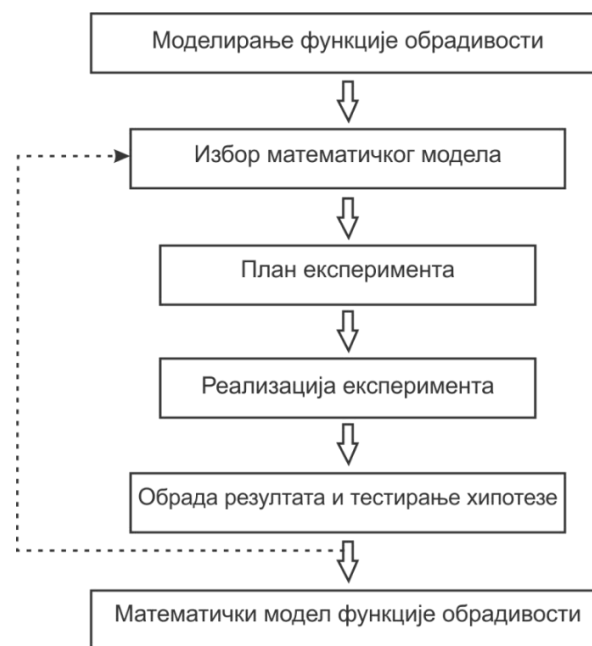 Моделирање функције обрадивости
Избор математичког модела
План експеримента
Реализација експеримента
Обрада резултата и тестирање хипотезе
Математички модел функције обрадивости